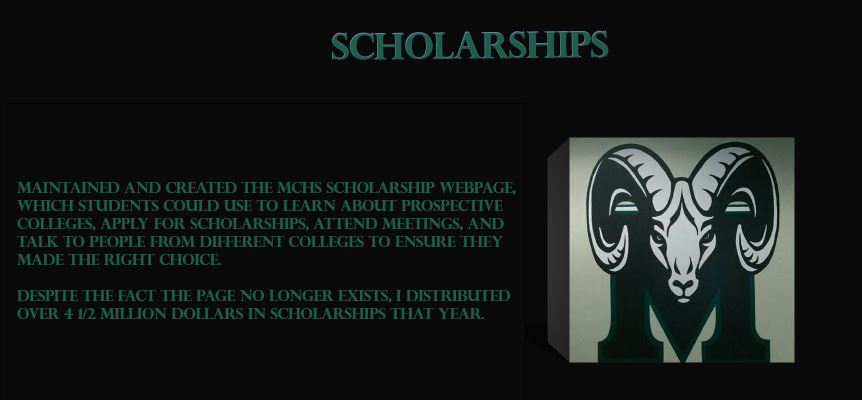 SCHOLARSHIPS
MAINTAINED AND CREATED THE MCHS SCHOLARSHIP WEBPAGE,
WHICH STUDENTS COULD USE TO LEARN ABOUT PROSPECTIVE
COLLEGES, APPLY FOR SCHOLARSHIPS, ATTEND MEETINGS, AND
TALK TO PEOPLE FROM DIFFERENT COLLEGES TO ENSURE THEY
MADE THE RIGHT CHOICE.
DESPITE THE FACT THE PAGE NO LONGER EXISTS, I DISTRIBUTED
OVER 4 1/2 MILLION DOLLARS IN SCHOLARSHIPS THAT YEAR.
M